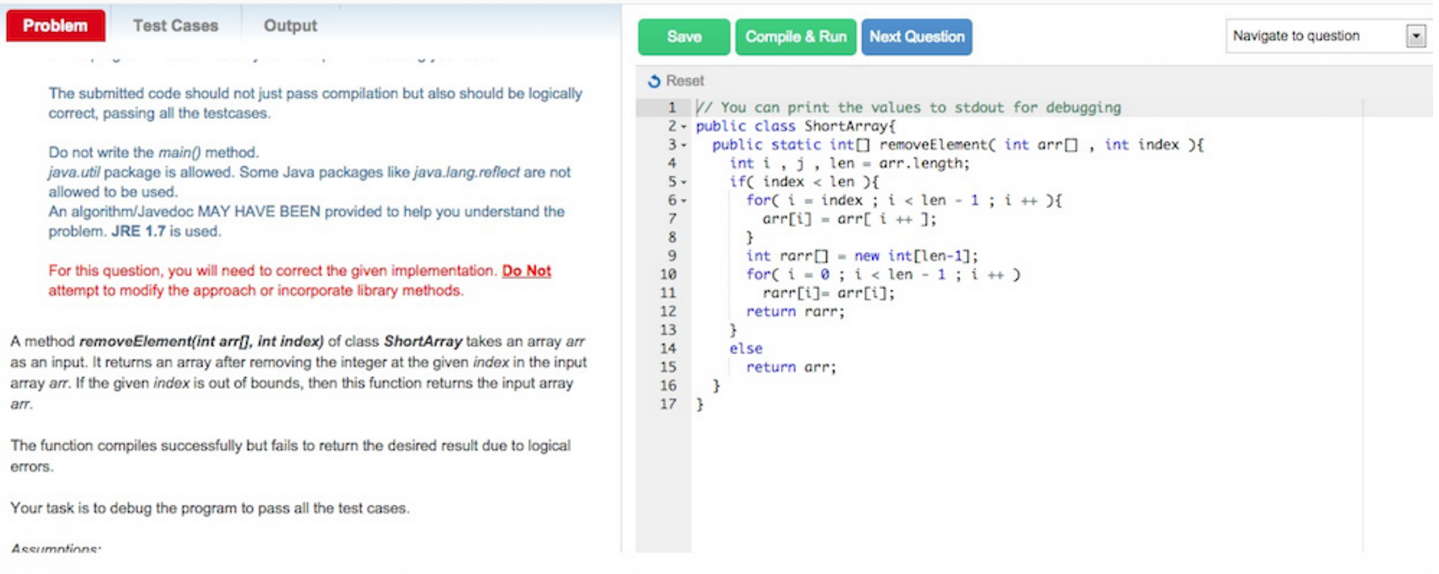 Problem
Test Cases
Output
Save
Compile & Run
Next Question
Navigate to question
The submitted code should not just pass compilation but also should be logically
correct, passing all the testcases.
Do not write the main() method.
java.util package is allowed. Some Java packages like java.lang.reflect are not
allowed to be used.
An algorithm/Javedoc MAY HAVE BEEN provided to help you understand the
problem. JRE 1.7 is used.
For this question, you will need to correct the given implementation. Do Not
attempt to modify the approach or incorporate library methods.
A method removeElement(int arr[], int index) of class ShortArray takes an array arr
as an input. It returns an array after removing the integer at the given index in the input
array arr. If the given index is out of bounds, then this function returns the input array
arr.
The function compiles successfully but fails to return the desired result due to logical
errors.
Your task is to debug the program to pass all the test cases.
Assumptions:
Reset
1 // You can print the values to stdout for debugging
2 public class ShortArray{
3 public static int[] removeElement( int arr[] , int index ){
4 int i , j , len = arr.length;
5 if( index < len ){
6 for( i = index ; i < len - 1 ; i ++ ){
7 arr[i] = arr[ i ++ ];
8 }
9 int rarr[] = new int[len-1];
10 for( i = 0 ; i < len - 1 ; i ++ )
11 rarr[i]= arr[i];
12 return rarr;
13 }
14 else
15 return arr;
16 }
17 }